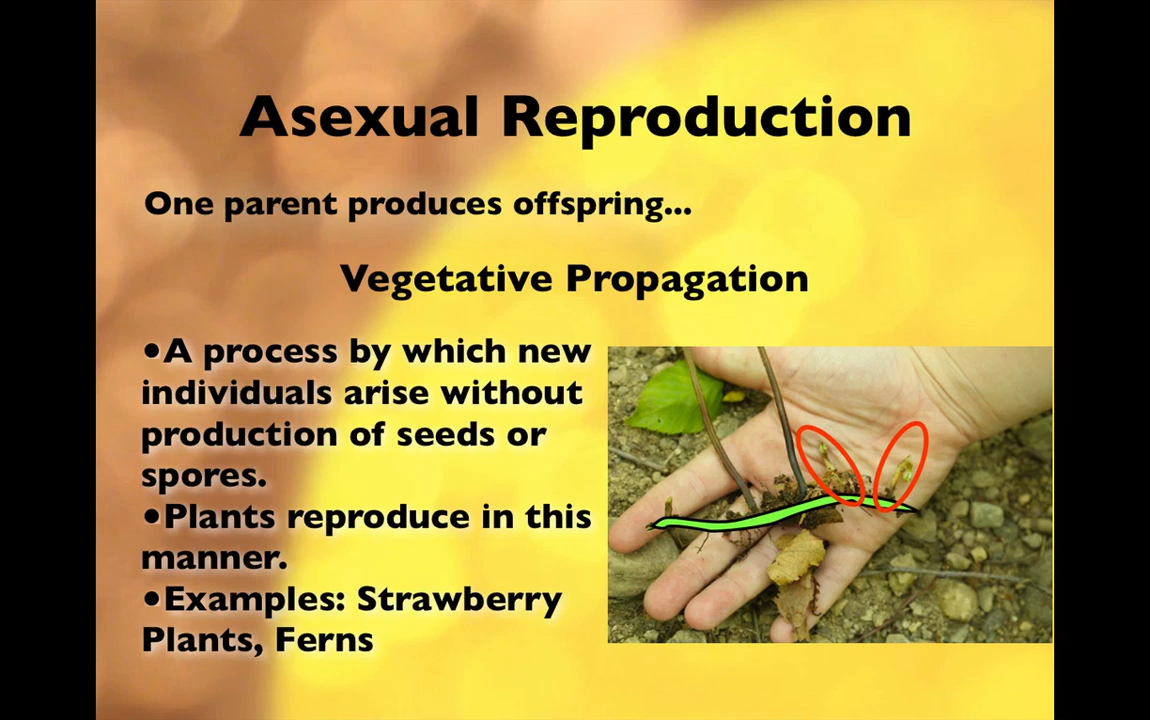 Asexual Reproduction
One parent produces offspring...
Vegetative Propagation
•A process by which new
individuals arise without
production of seeds or
spores.
•Plants reproduce in this
manner.
•Examples: Strawberry
Plants, Ferns